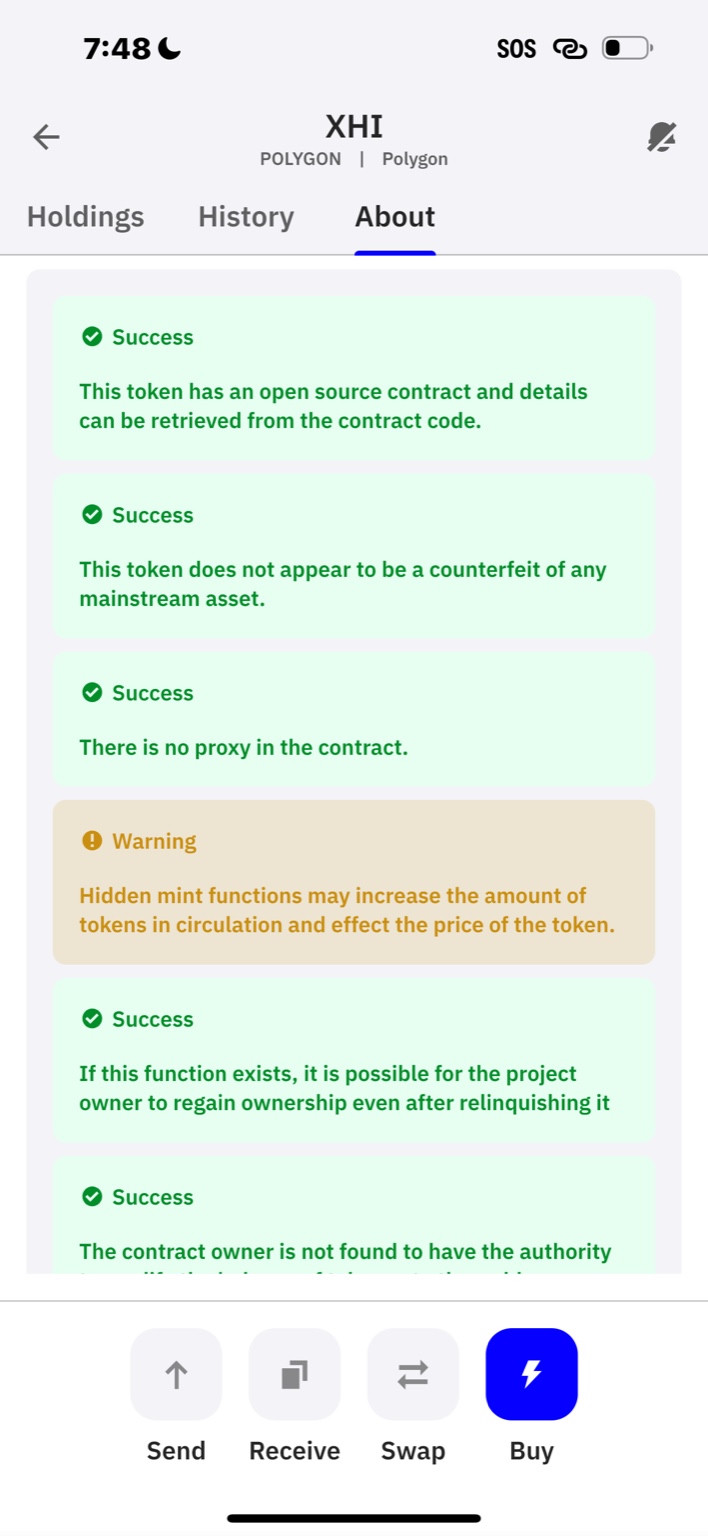 7:48
SOS
XHI
POLYGON | Polygon
Holdings
History
About
Success
This token has an open source contract and details
can be retrieved from the contract code.
Success
This token does not appear to be a counterfeit of any
mainstream asset.
Success
There is no proxy in the contract.
Warning
Hidden mint functions may increase the amount of
tokens in circulation and effect the price of the token.
Success
If this function exists, it is possible for the project
owner to regain ownership even after relinquishing it
Success
The contract owner is not found to have the authority
Send
Receive
Swap
Buy